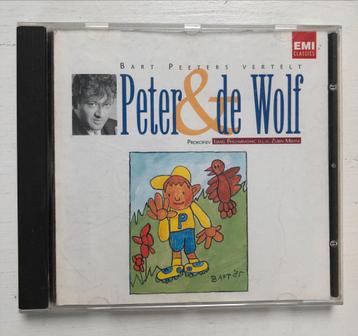 EMI
CLASSICS
BART PEETERS VERTELT
Peter & de Wolf
PROKOFIEV ISRAEL PHILHARMONIC O.L.V. ZUBIN MEHTA
P
BART '95